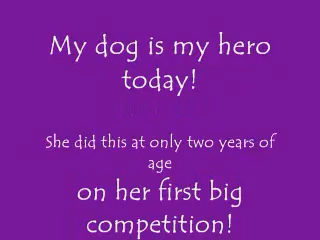 My dog is my hero
today!
She did this at only two years of
age
on her first big
competition!